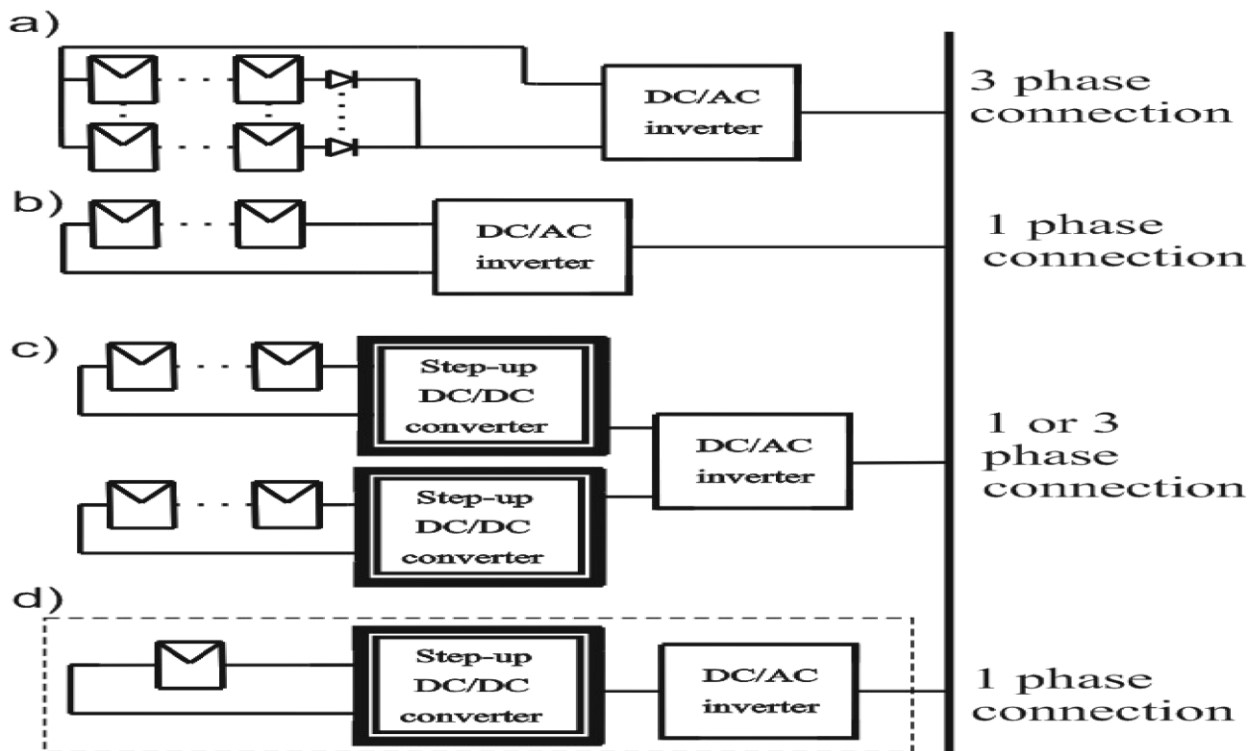 a)
DC/AC
inverter
3 phase
connection
b)
DC/AC
inverter
1 phase
connection
c)
Step-up
DC/DC
converter
Step-up
DC/DC
converter
DC/AC
inverter
1 or 3
phase
connection
d)
Step-up
DC/DC
converter
DC/AC
inverter
1 phase
connection